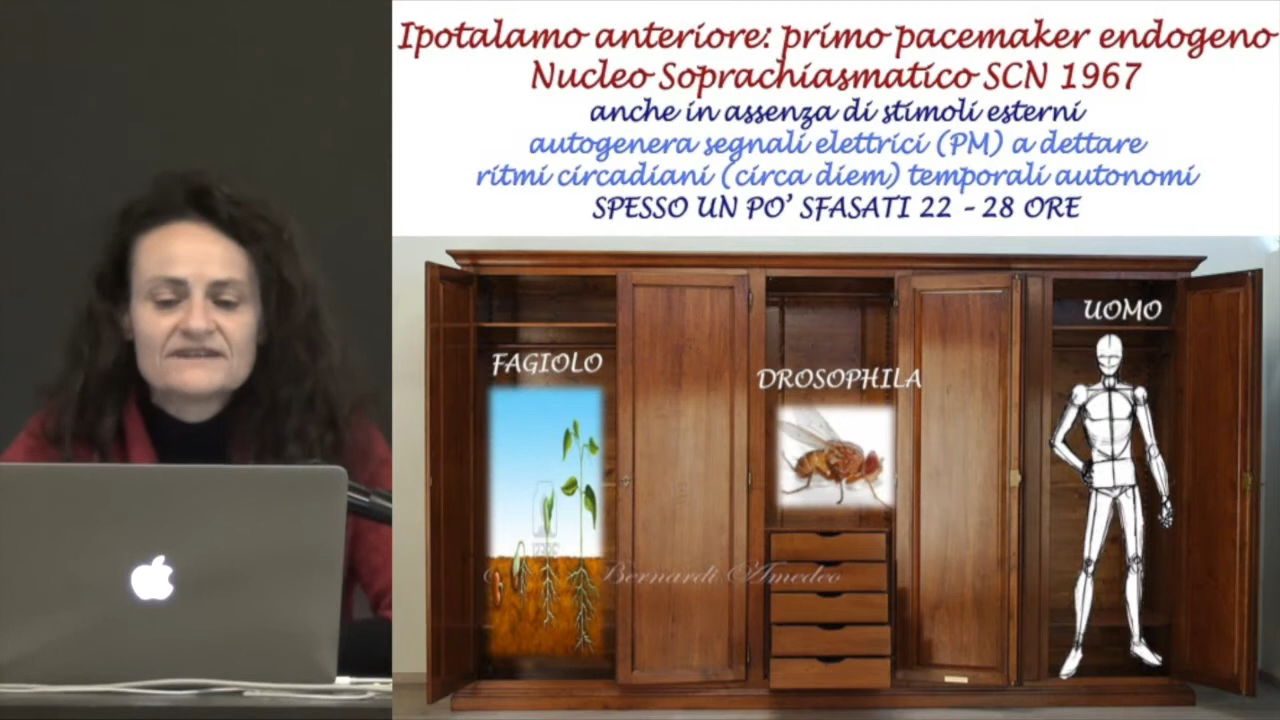 Ipotalamo anteriore: primo pacemaker endogeno
Nucleo Soprachiasmatico SCN 1967
anche in assenza di stimoli esterni
autogenera segnali elettrici (PM) a dettare
ritmi circadiani (circa diem) temporali autonomi
SPESSO UN PO' SFASATI 22 - 28 ORE
UOMO
FAGIOLO
DROSOPHILA
Bernardi Amedeo